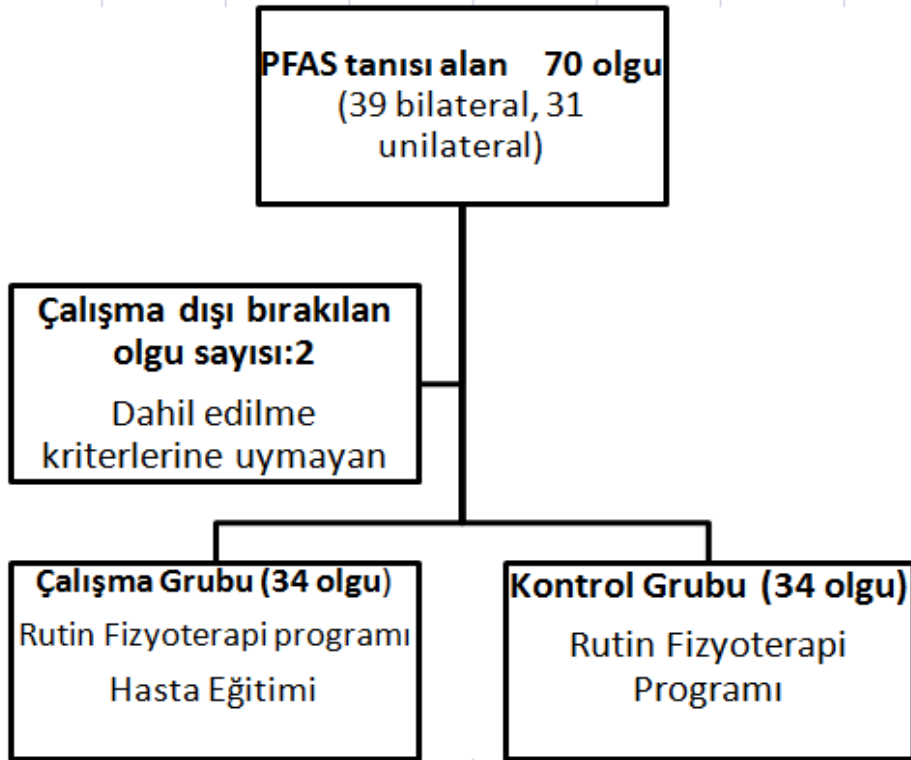 PFAS tanısı alan 70 olgu
(39 bilateral, 31
unilateral)
Çalışma dışı bırakılan
olgu sayısı:2
Dahil edilme
kriterlerine uymayan
Çalışma Grubu (34 olgu)
Rutin Fizyoterapi programı
Hasta Eğitimi
Kontrol Grubu (34 olgu)
Rutin Fizyoterapi
Programı